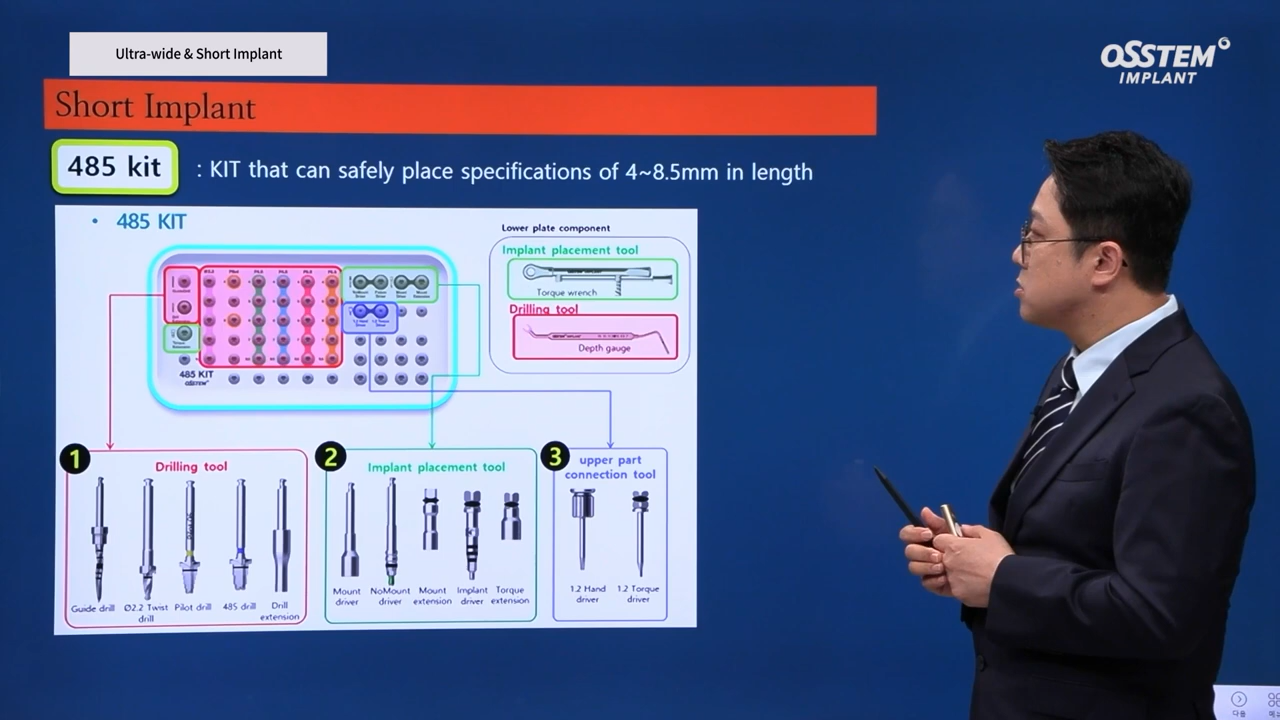 Ultra-wide & Short Implant
OSSTEM
IMPLANT
Short Implant
485 kit : KIT that can safely place specifications of 4~8.5mm in length
• 485 KIT
Lower plate component
Implant placement tool
Torque wrench
Drilling tool
Depth gauge
485 KIT
OSSTEM
1
Drilling tool
Guide drill
Ø2.2 Twist drill
Pilot drill
485 drill
Drill extension
2
Implant placement tool
Mount driver
NoMount driver
Mount extension
Implant driver
Torque extension
3
upper part
connection tool
1.2 Hand driver
1.2 Torque driver
다음